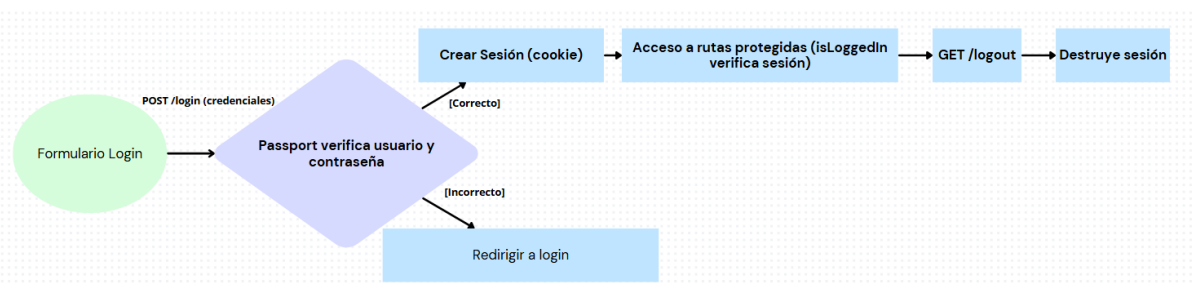 Formulario Login
POST /login (credenciales)
Passport verifica usuario y
contraseña
[Correcto]
Crear Sesión (cookie)
Acceso a rutas protegidas (isLoggedIn
verifica sesión)
GET /logout
Destruye sesión
[Incorrecto]
Redirigir a login